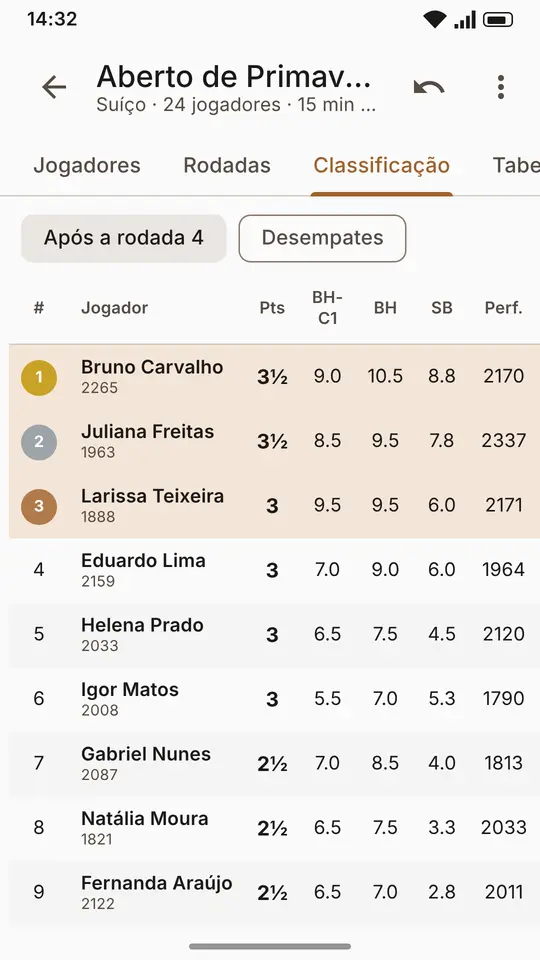 14:32
Aberto de Primav...
Suíço · 24 jogadores · 15 min ...
Jogadores Rodadas Classificação Tabe
Após a rodada 4 Desempates
# Jogador Pts BH-C1 BH SB Perf.
1 Bruno Carvalho 3½ 9.0 10.5 8.8 2170
2265
2 Juliana Freitas 3½ 8.5 9.5 7.8 2337
1963
3 Larissa Teixeira 3 9.5 9.5 6.0 2171
1888
4 Eduardo Lima 3 7.0 9.0 6.0 1964
2159
5 Helena Prado 3 6.5 7.5 4.5 2120
2033
6 Igor Matos 3 5.5 7.0 5.3 1790
2008
7 Gabriel Nunes 2½ 7.0 8.5 4.0 1813
2087
8 Natália Moura 2½ 6.5 7.5 3.3 2033
1821
9 Fernanda Araújo 2½ 6.5 7.0 2.8 2011
2122